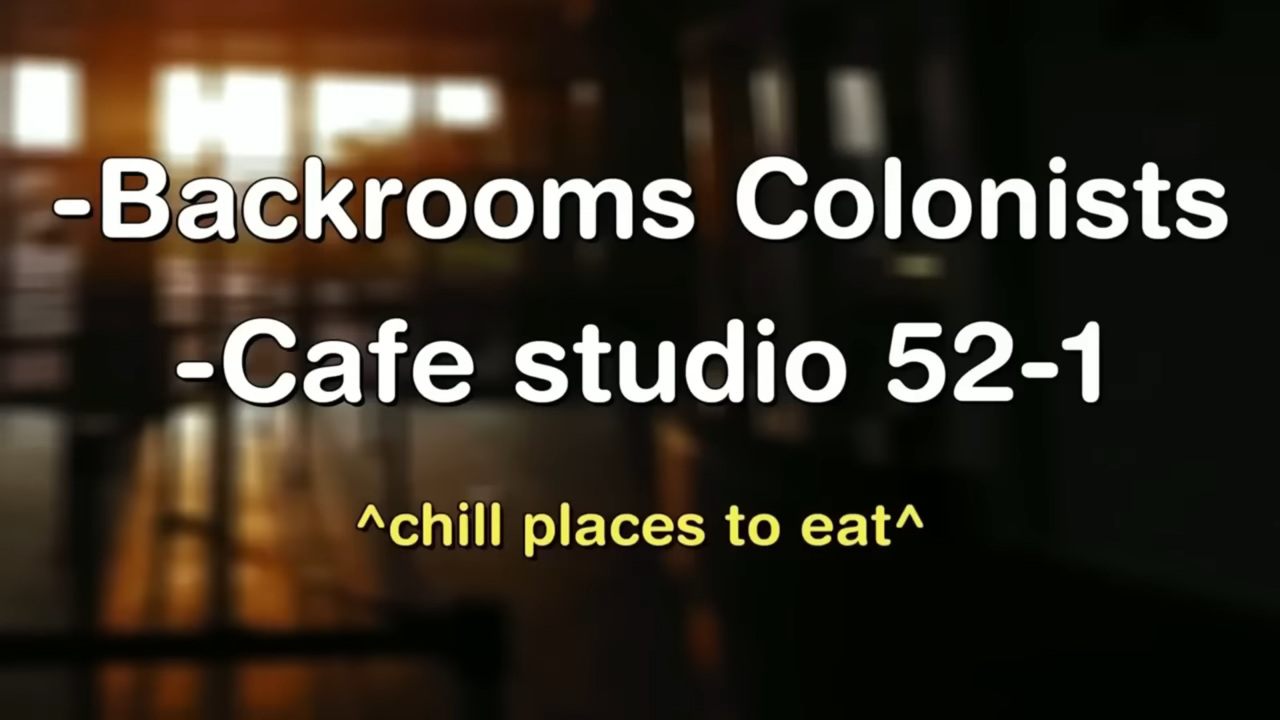 -Backrooms Colonists
-Cafe studio 52-1
^chill places to eat^